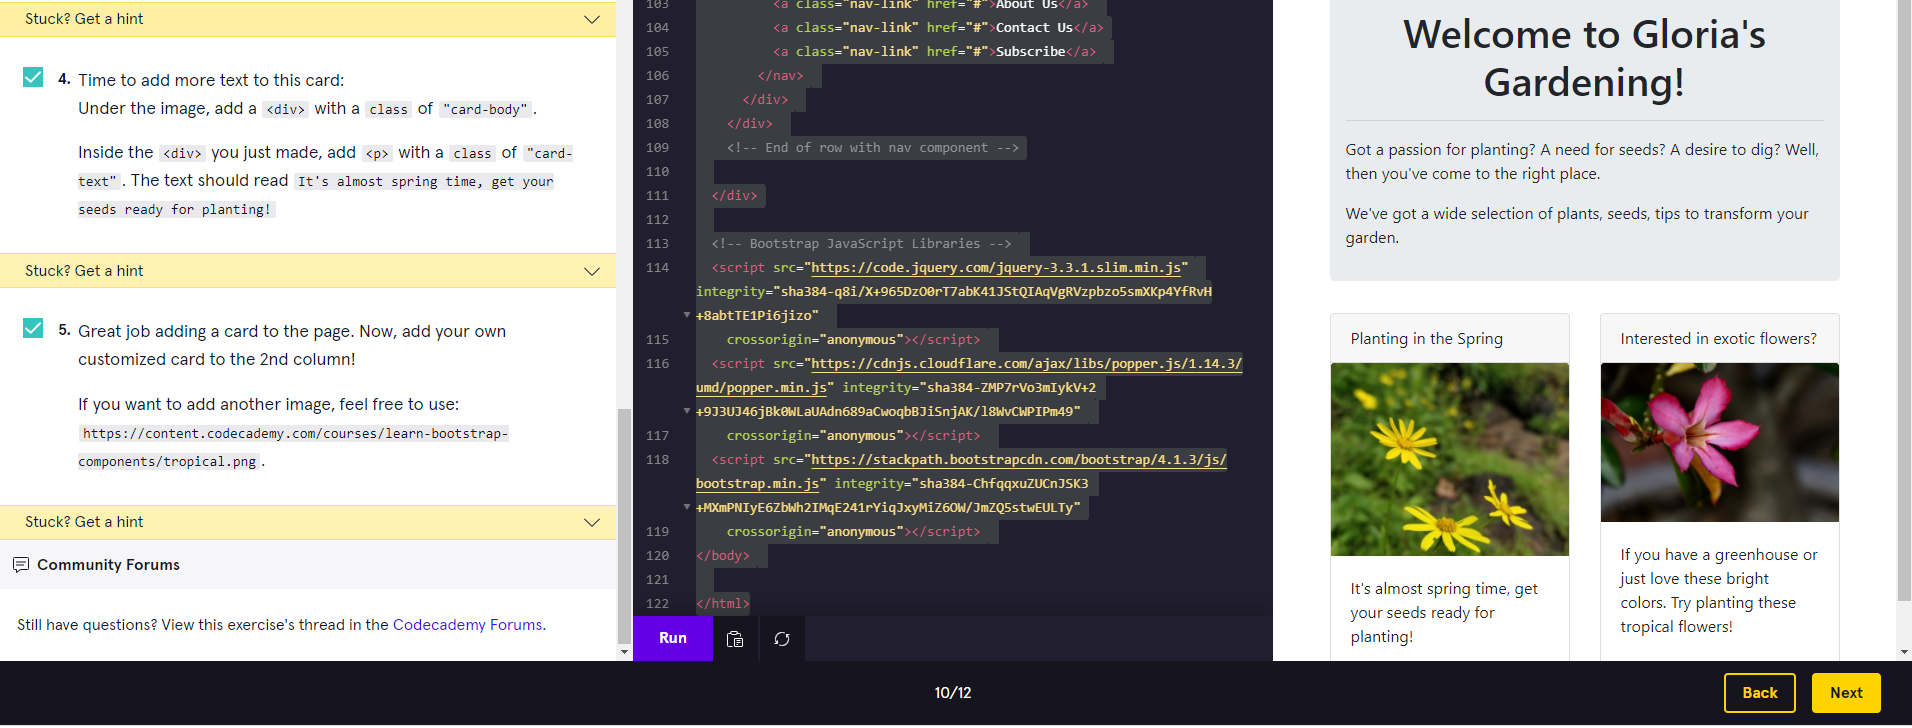 Stuck? Get a hint
4. Time to add more text to this card:
Under the image, add a <div> with a class of "card-body".
Inside the <div> you just made, add <p> with a class of "card-
text". The text should read It's almost spring time, get your
seeds ready for planting!
Stuck? Get a hint
5. Great job adding a card to the page. Now, add your own
customized card to the 2nd column!
If you want to add another image, feel free to use:
https://content.codecademy.com/courses/learn-bootstrap-
components/tropical.png.
Stuck? Get a hint
Community Forums
Still have questions? View this exercise's thread in the Codecademy Forums.
103 <a class="nav-link" href="#">About Us</a>
104 <a class="nav-link" href="#">Contact Us</a>
105 <a class="nav-link" href="#">Subscribe</a>
106 </nav>
107 </div>
108 </div>
109 <!-- End of row with nav component -->
110
111 </div>
112
113 <!-- Bootstrap JavaScript Libraries -->
114 <script src="https://code.jquery.com/jquery-3.3.1.slim.min.js"
integrity="sha384-q8i/X+965DzO0rT7abK41JStQIAqVgRVzpbzo5smXKp4YfRvH
+8abtTE1Pi6jizo"
115 crossorigin="anonymous"></script>
116 <script src="https://cdnjs.cloudflare.com/ajax/libs/popper.js/1.14.3/
umd/popper.min.js" integrity="sha384-ZMP7rVo3mIykV+2
+9J3UJ46jBk0WLaUAdn689aCwoqbBJiSnjAK/l8WvCWPIPm49"
117 crossorigin="anonymous"></script>
118 <script src="https://stackpath.bootstrapcdn.com/bootstrap/4.1.3/js/
bootstrap.min.js" integrity="sha384-ChfqqxuZUCnJSK3
+MXmPNIyE6ZbWh2IMqE241rYiqJxyMiZ6OW/JmZQ5stwEULTy"
119 crossorigin="anonymous"></script>
120 </body>
121
122 </html>
Run
Welcome to Gloria's
Gardening!
Got a passion for planting? A need for seeds? A desire to dig? Well,
then you've come to the right place.
We've got a wide selection of plants, seeds, tips to transform your
garden.
Planting in the Spring
It's almost spring time, get
your seeds ready for
planting!
Interested in exotic flowers?
If you have a greenhouse or
just love these bright
colors. Try planting these
tropical flowers!
10/12
Back
Next